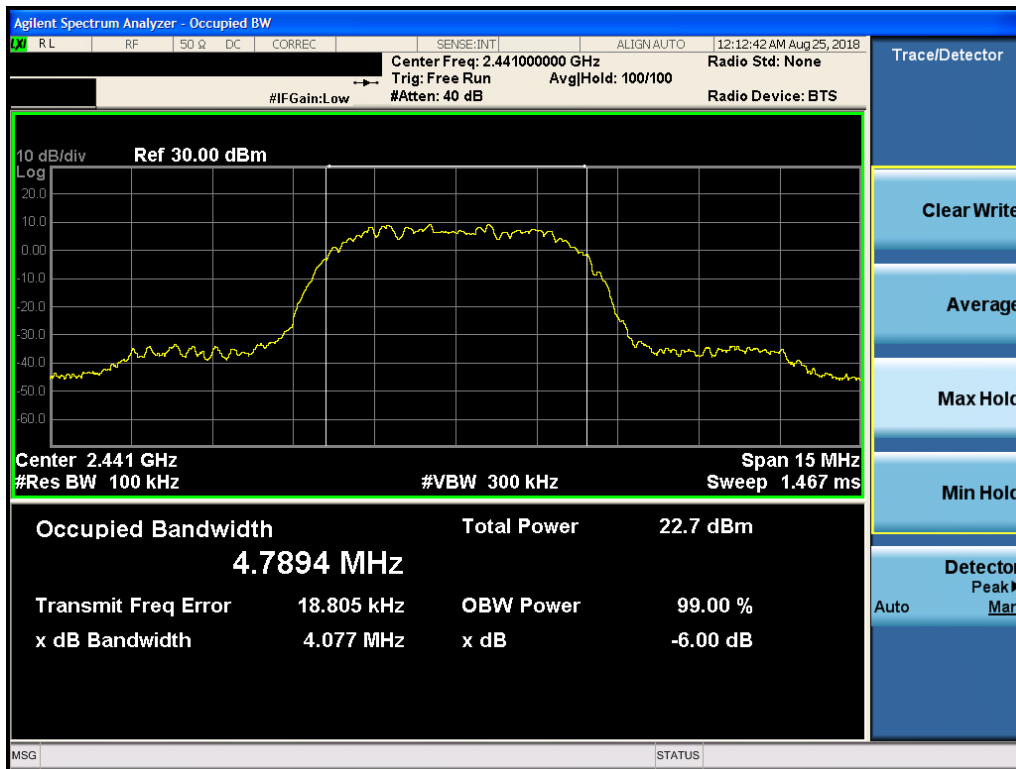 Agilent Spectrum Analyzer - Occupied BW
LXI RL RF 50 Ω DC CORREC SENSE:INT ALIGN AUTO 12:12:42 AM Aug 25, 2018
Center Freq: 2.441000000 GHz Radio Std: None
Trig: Free Run Avg|Hold: 100/100
#IFGain:Low #Atten: 40 dB Radio Device: BTS
10 dB/div Ref 30.00 dBm
Log
20.0
10.0
0.00
-10.0
-20.0
-30.0
-40.0
-50.0
-60.0
Center 2.441 GHz Span 15 MHz
#Res BW 100 kHz #VBW 300 kHz Sweep 1.467 ms
Occupied Bandwidth Total Power 22.7 dBm
4.7894 MHz
Transmit Freq Error 18.805 kHz OBW Power 99.00 %
x dB Bandwidth 4.077 MHz x dB -6.00 dB
MSG STATUS
Trace/Detector
Clear Write
Average
Max Hold
Min Hold
Detector
Peak▶
Auto Man